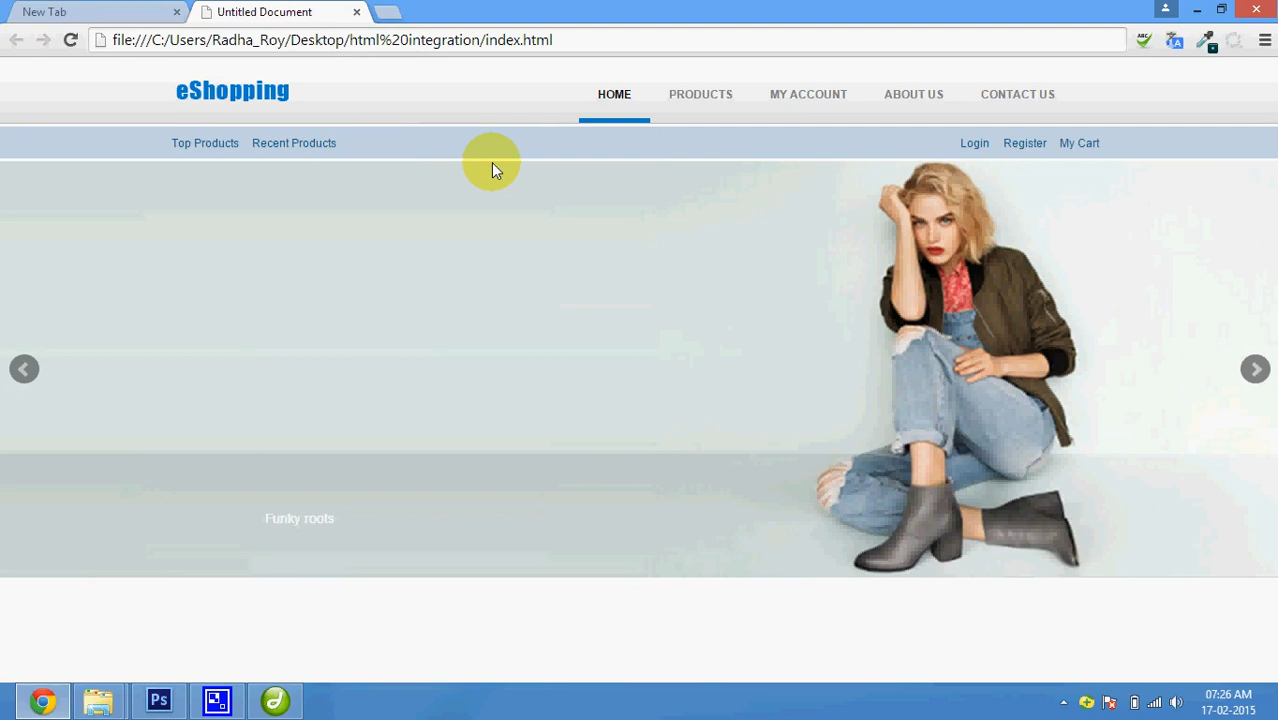 New Tab
Untitled Document
file:///C:/Users/Radha_Roy/Desktop/html%20integration/index.html
ABC
A
eShopping
HOME PRODUCTS MY ACCOUNT ABOUT US CONTACT US
Top Products Recent Products
Login Register My Cart
Funky roots
Ps
07:26 AM
17-02-2015